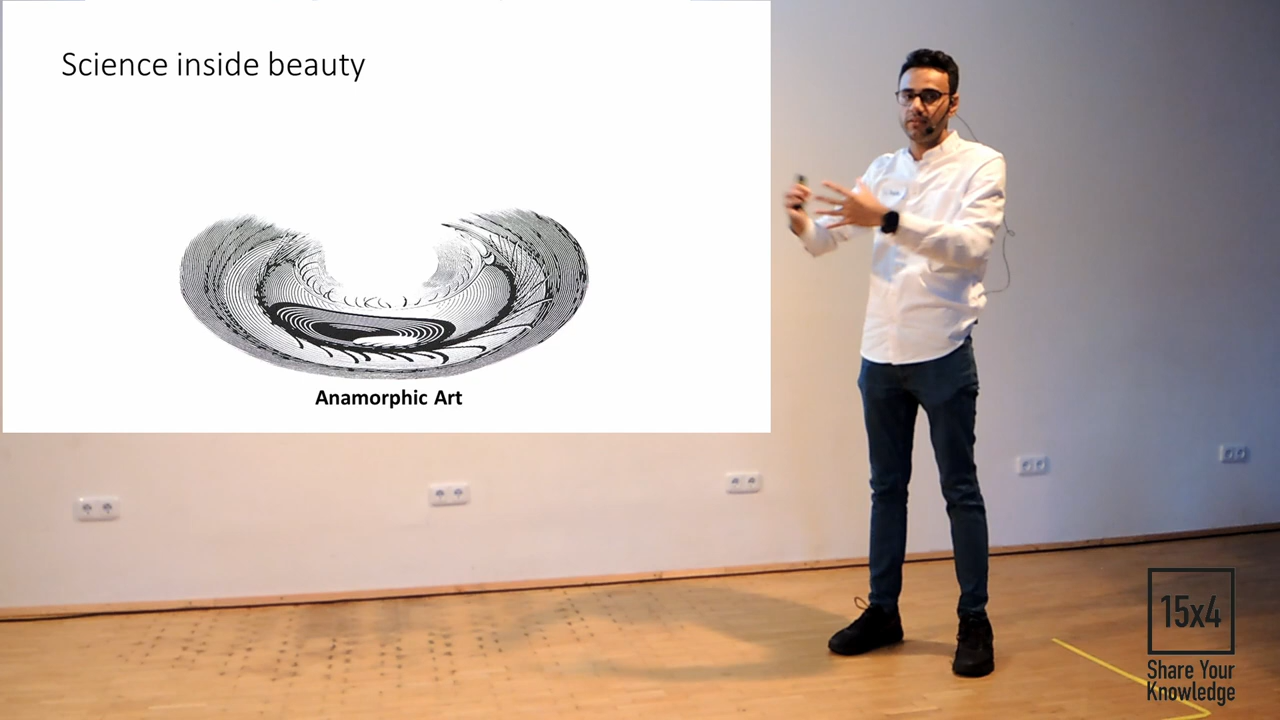 Science inside beauty
Anamorphic Art
15x4
Share Your
Knowledge